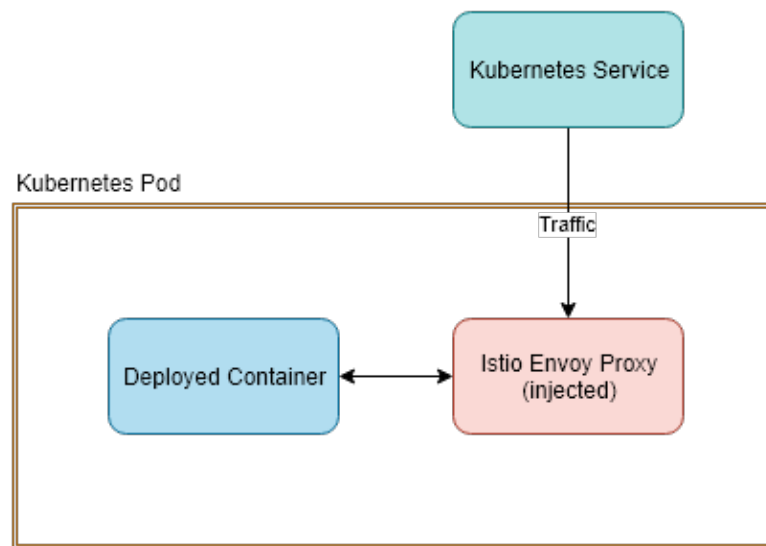 Kubernetes Service
Kubernetes Pod
Traffic
Deployed Container
Istio Envoy Proxy
(injected)